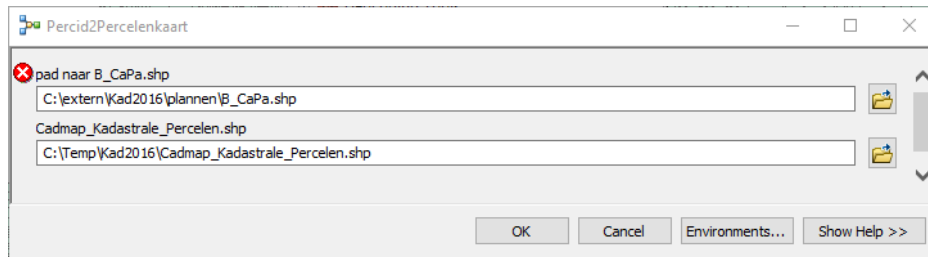 Percid2Percelenkaart
pad naar B_CaPa.shp
C:\extern\Kad2016\plannen\B_CaPa.shp
Cadmap_Kadastrale_Percelen.shp
C:\Temp\Kad2016\Cadmap_Kadastrale_Percelen.shp
OK Cancel Environments... Show Help >>